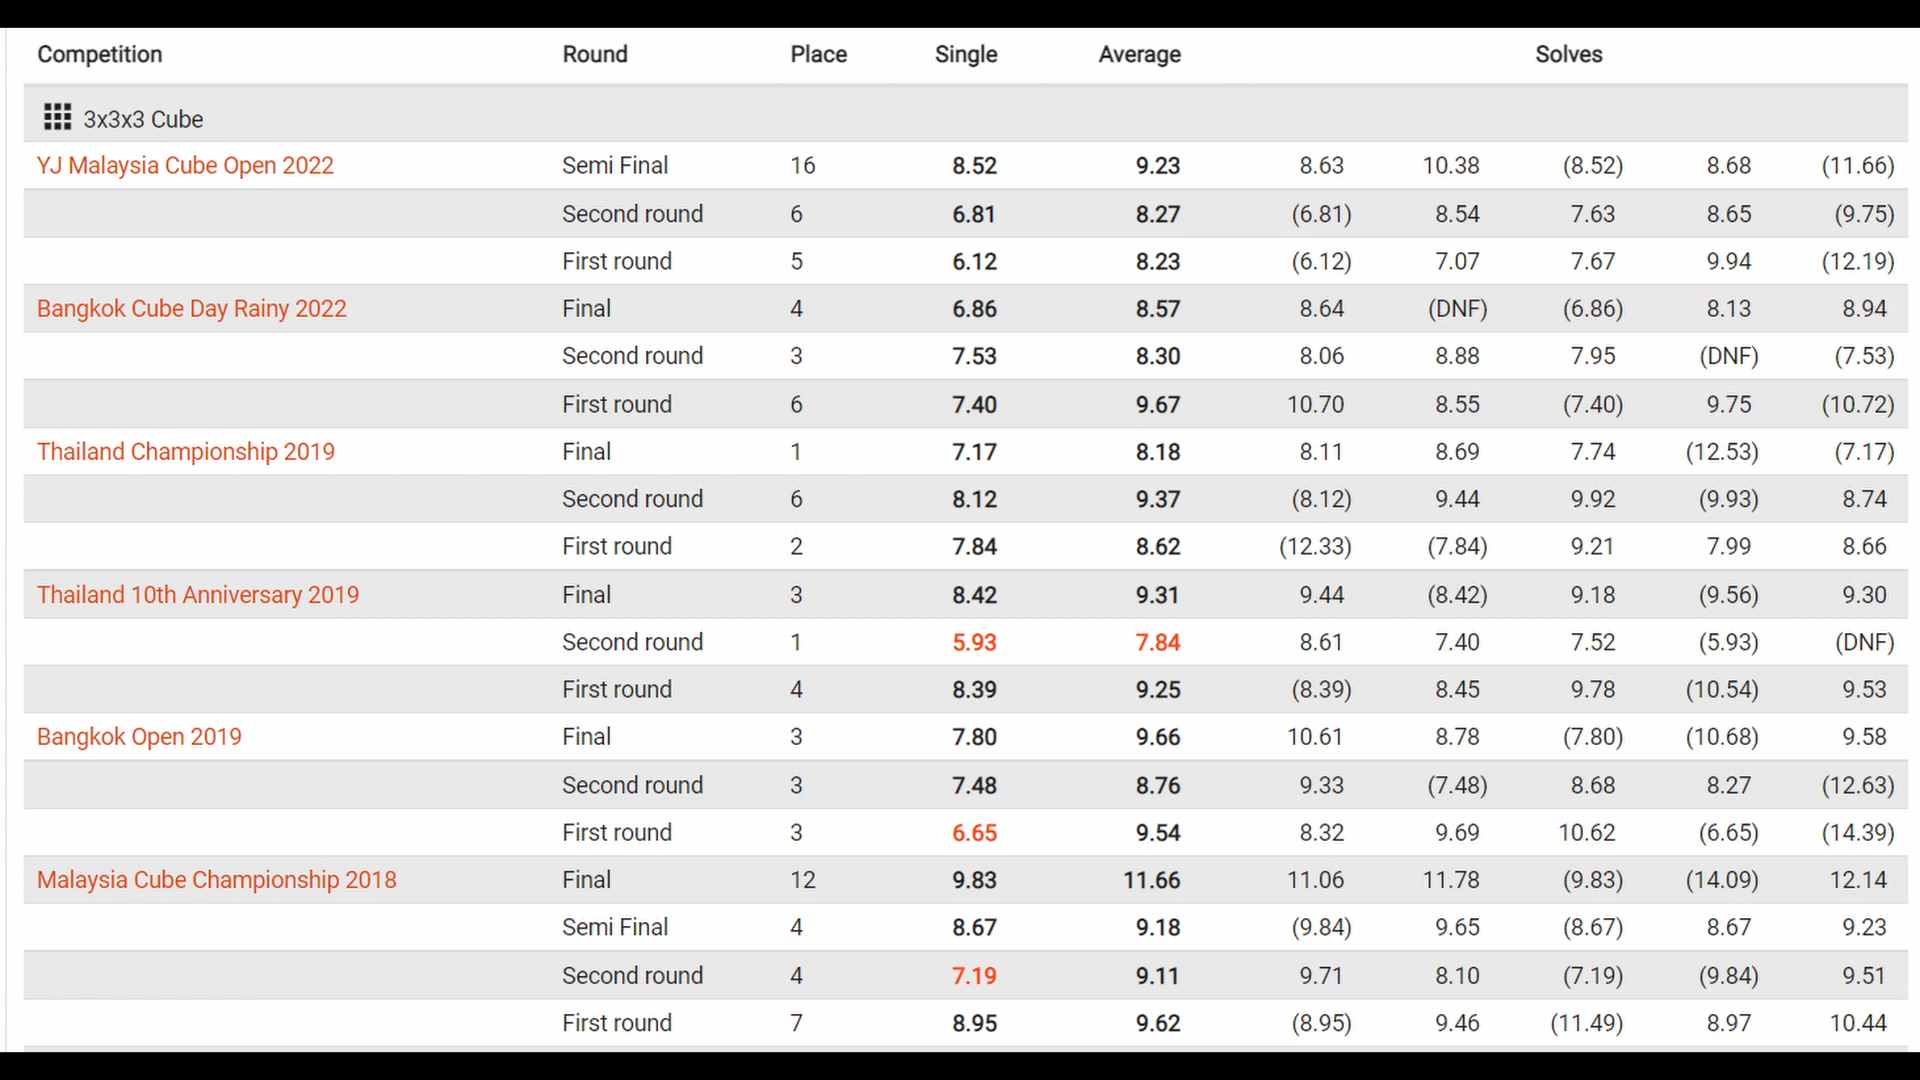 Competition Round Place Single Average Solves
3x3x3 Cube
YJ Malaysia Cube Open 2022 Semi Final 16 8.52 9.23 8.63 10.38 (8.52) 8.68 (11.66)
Second round 6 6.81 8.27 (6.81) 8.54 7.63 8.65 (9.75)
First round 5 6.12 8.23 (6.12) 7.07 7.67 9.94 (12.19)
Bangkok Cube Day Rainy 2022 Final 4 6.86 8.57 8.64 (DNF) (6.86) 8.13 8.94
Second round 3 7.53 8.30 8.06 8.88 7.95 (DNF) (7.53)
First round 6 7.40 9.67 10.70 8.55 (7.40) 9.75 (10.72)
Thailand Championship 2019 Final 1 7.17 8.18 8.11 8.69 7.74 (12.53) (7.17)
Second round 6 8.12 9.37 (8.12) 9.44 9.92 (9.93) 8.74
First round 2 7.84 8.62 (12.33) (7.84) 9.21 7.99 8.66
Thailand 10th Anniversary 2019 Final 3 8.42 9.31 9.44 (8.42) 9.18 (9.56) 9.30
Second round 1 5.93 7.84 8.61 7.40 7.52 (5.93) (DNF)
First round 4 8.39 9.25 (8.39) 8.45 9.78 (10.54) 9.53
Bangkok Open 2019 Final 3 7.80 9.66 10.61 8.78 (7.80) (10.68) 9.58
Second round 3 7.48 8.76 9.33 (7.48) 8.68 8.27 (12.63)
First round 3 6.65 9.54 8.32 9.69 10.62 (6.65) (14.39)
Malaysia Cube Championship 2018 Final 12 9.83 11.66 11.06 11.78 (9.83) (14.09) 12.14
Semi Final 4 8.67 9.18 (9.84) 9.65 (8.67) 8.67 9.23
Second round 4 7.19 9.11 9.71 8.10 (7.19) (9.84) 9.51
First round 7 8.95 9.62 (8.95) 9.46 (11.49) 8.97 10.44